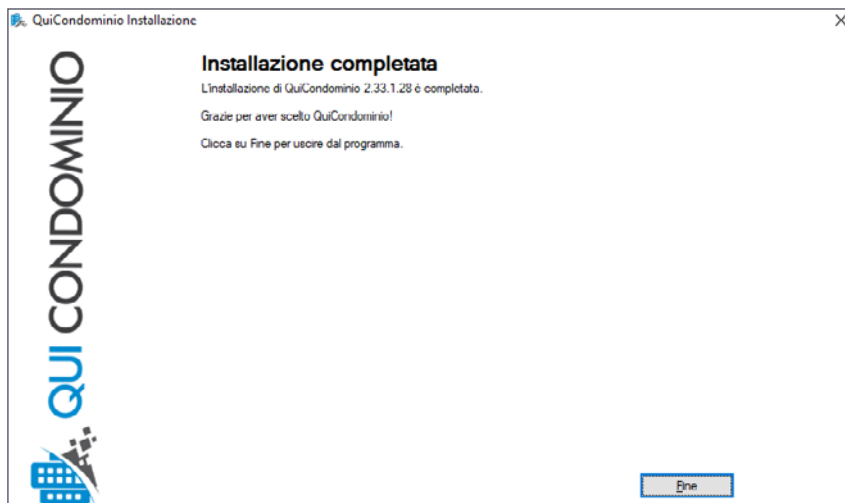 QuiCondominio Installazione
Installazione completata
L'installazione di QuiCondominio 2.33.1.28 è completata.
Grazie per aver scelto QuiCondominio!
Clicca su Fine per uscire dal programma.
QUI CONDOMINIO
Fine